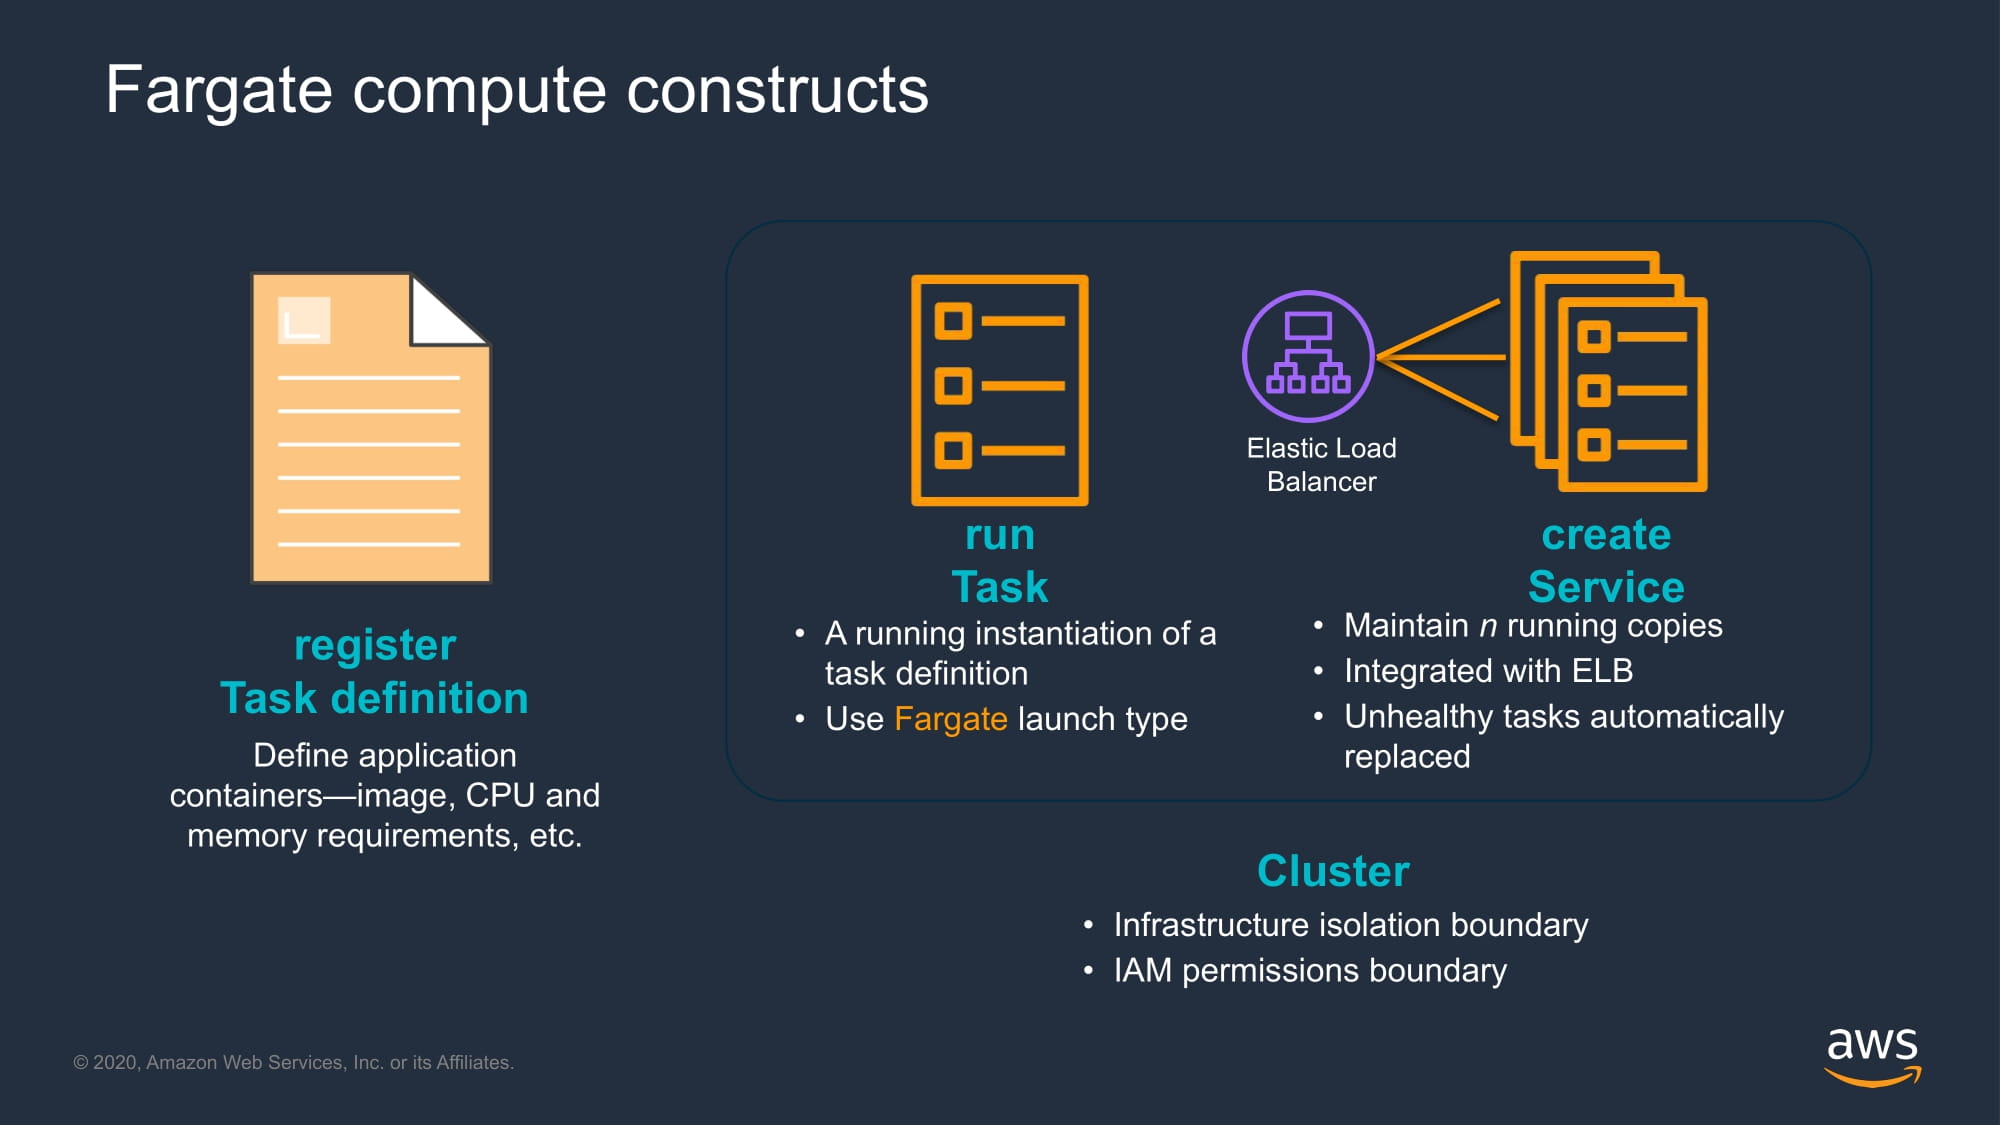 Fargate compute constructs
register
Task definition
Define application
containers—image, CPU and
memory requirements, etc.
run
Task
• A running instantiation of a
task definition
• Use Fargate launch type
Elastic Load
Balancer
create
Service
• Maintain n running copies
• Integrated with ELB
• Unhealthy tasks automatically
replaced
Cluster
• Infrastructure isolation boundary
• IAM permissions boundary
© 2020, Amazon Web Services, Inc. or its Affiliates.
aws